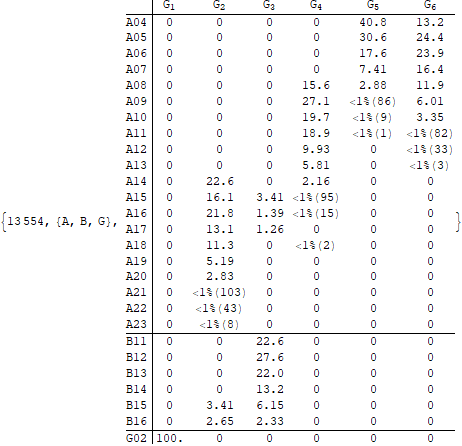 G1 G2 G3 G4 G5 G6
A04 0 0 0 0 40.8 13.2
A05 0 0 0 0 30.6 24.4
A06 0 0 0 0 17.6 23.9
A07 0 0 0 0 7.41 16.4
A08 0 0 0 15.6 2.88 11.9
A09 0 0 0 27.1 <1%(86) 6.01
A10 0 0 0 19.7 <1%(9) 3.35
A11 0 0 0 18.9 <1%(1) <1%(82)
A12 0 0 0 9.93 0 <1%(33)
A13 0 0 0 5.81 0 <1%(3)
A14 0 22.6 0 2.16 0 0
A15 0 16.1 3.41 <1%(95) 0 0
A16 0 21.8 1.39 <1%(15) 0 0
{13554, {A, B, G}, A17 0 13.1 1.26 0 0 0 }
A18 0 11.3 0 <1%(2) 0 0
A19 0 5.19 0 0 0 0
A20 0 2.83 0 0 0 0
A21 0 <1%(103) 0 0 0 0
A22 0 <1%(43) 0 0 0 0
A23 0 <1%(8) 0 0 0 0
B11 0 0 22.6 0 0 0
B12 0 0 27.6 0 0 0
B13 0 0 22.0 0 0 0
B14 0 0 13.2 0 0 0
B15 0 3.41 6.15 0 0 0
B16 0 2.65 2.33 0 0 0
G02 100. 0 0 0 0 0